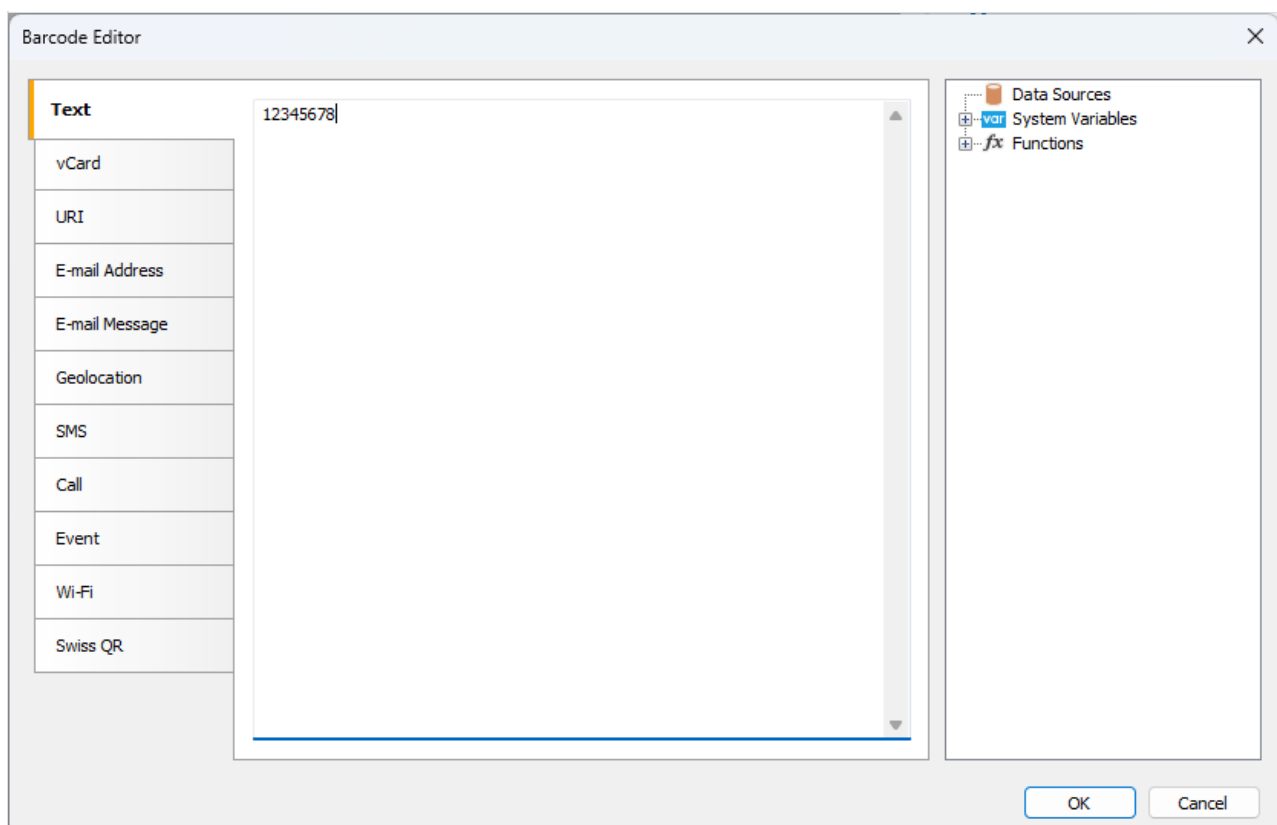 Barcode Editor
Text
12345678
vCard
URI
E-mail Address
E-mail Message
Geolocation
SMS
Call
Event
Wi-Fi
Swiss QR
Data Sources
var System Variables
fx Functions
OK
Cancel